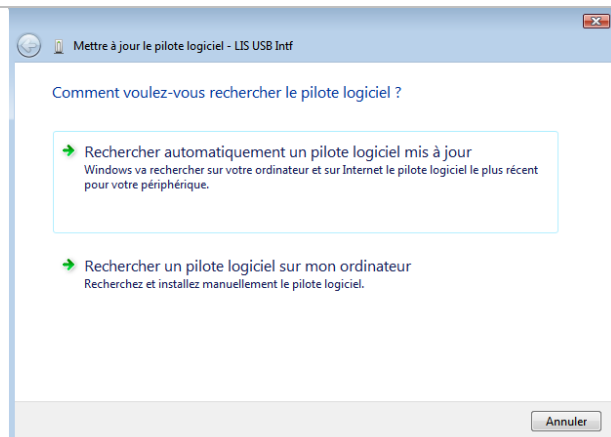 Mettre à jour le pilote logiciel - LIS USB Intf
Comment voulez-vous rechercher le pilote logiciel ?
Rechercher automatiquement un pilote logiciel mis à jour
Windows va rechercher sur votre ordinateur et sur Internet le pilote logiciel le plus récent
pour votre périphérique.
Rechercher un pilote logiciel sur mon ordinateur
Recherchez et installez manuellement le pilote logiciel.
Annuler